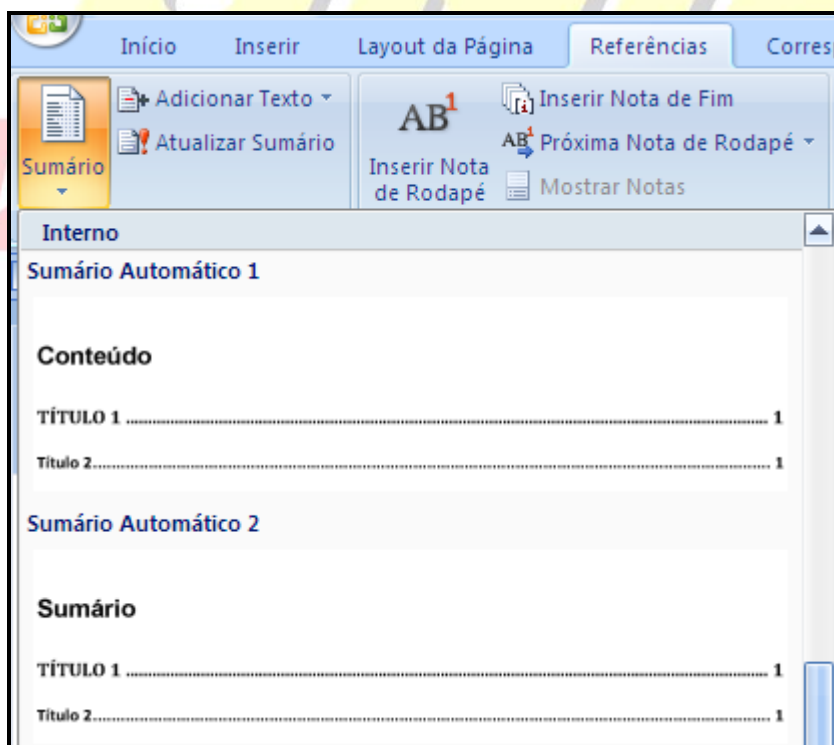 Início Inserir Layout da Página Referências Corres
Sumário
Adicionar Texto
Atualizar Sumário
AB1
Inserir Nota
de Rodapé
Inserir Nota de Fim
AB1 Próxima Nota de Rodapé
Mostrar Notas
Interno
Sumário Automático 1
Conteúdo
TÍTULO 1 ........ 1
Título 2........ 1
Sumário Automático 2
Sumário
TÍTULO 1 ........ 1
Título 2........ 1